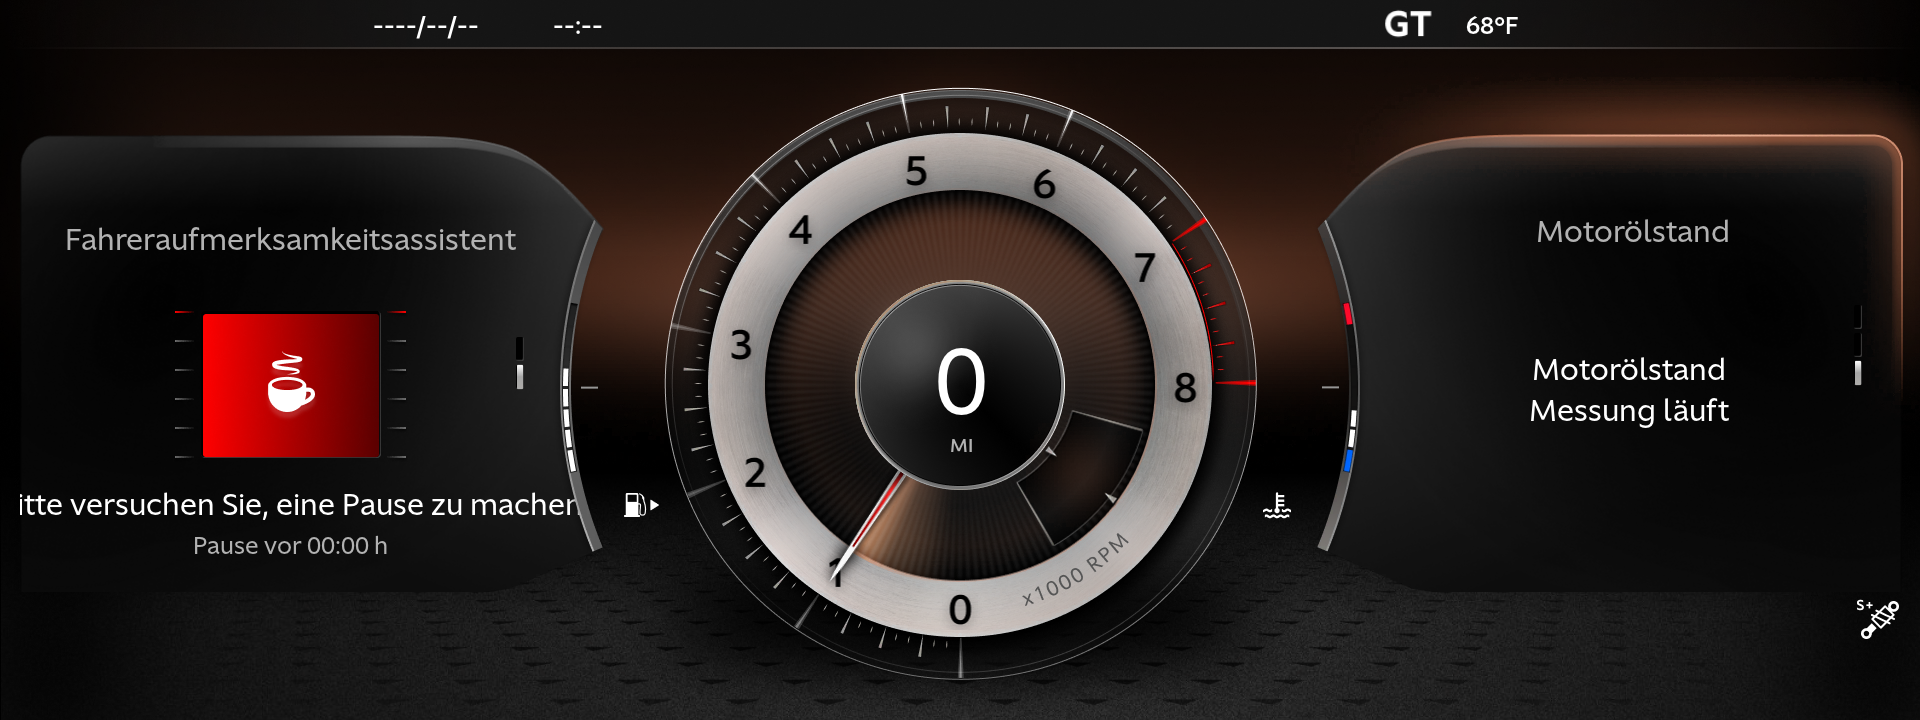 ----/--/-- --:-- GT 68°F
Fahreraufmerksamkeitsassistent
itte versuchen Sie, eine Pause zu machen
Pause vor 00:00 h
0
1
2
3
4
5
6
7
8
x1000 RPM
0
MI
Motorölstand
Motorölstand
Messung läuft
S+